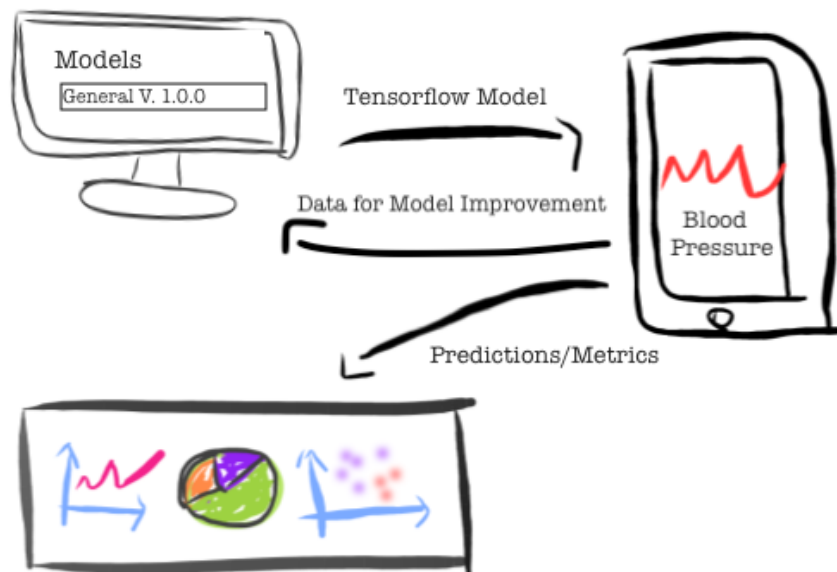 Models
General V. 1.0.0
Tensorflow Model
Data for Model Improvement
Blood
Pressure
Predictions/Metrics